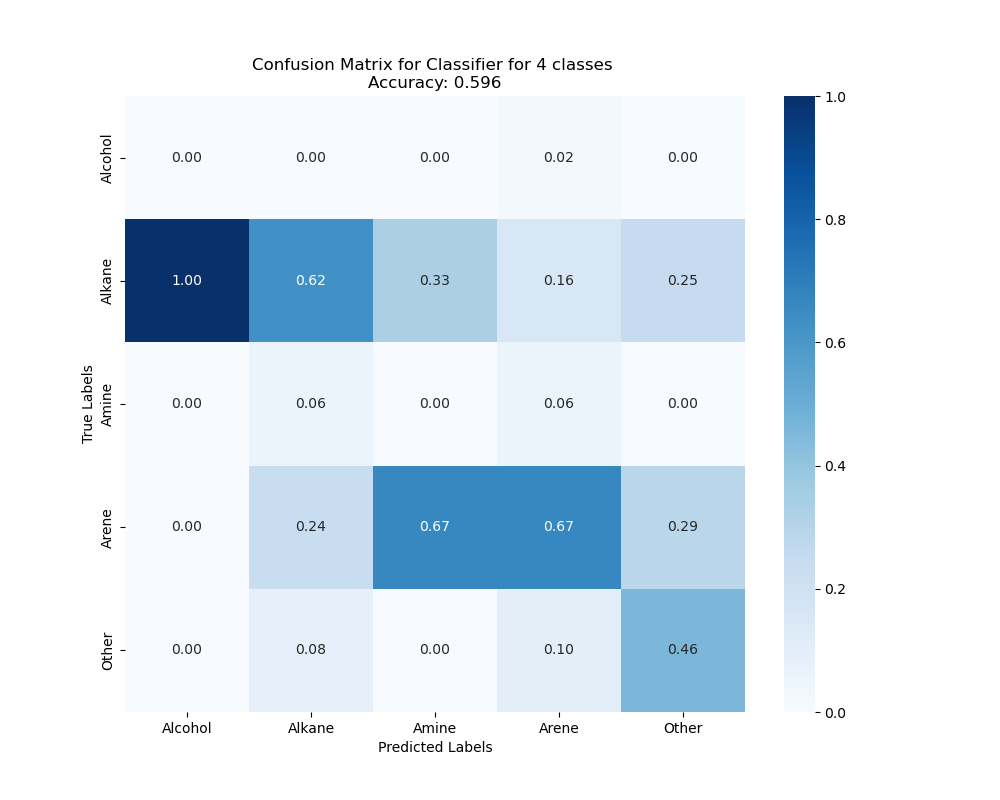 Confusion Matrix for Classifier for 4 classes
Accuracy: 0.596
True Labels
Alcohol 0.00 0.00 0.00 0.02 0.00
Alkane 1.00 0.62 0.33 0.16 0.25
Amine 0.00 0.06 0.00 0.06 0.00
Arene 0.00 0.24 0.67 0.67 0.29
Other 0.00 0.08 0.00 0.10 0.46
Alcohol Alkane Amine Arene Other
Predicted Labels
1.0
0.8
0.6
0.4
0.2
0.0